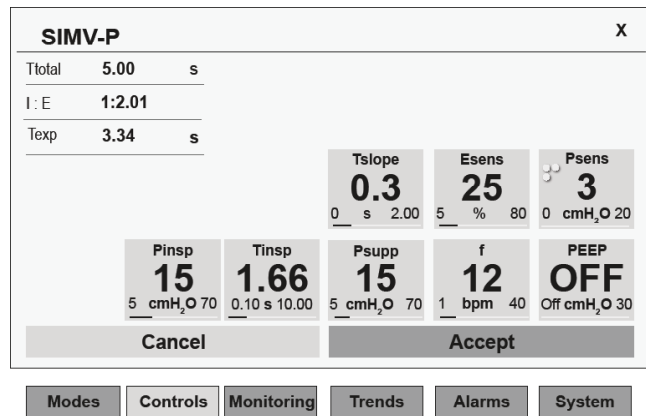 SIMV-P X
Ttotal 5.00 s
I : E 1:2.01
Texp 3.34 s
Tslope Esens Psens
0.3 25 3
0 s 2.00 5 % 80 0 cmH₂O 20
Pinsp Tinsp Psupp f PEEP
15 1.66 15 12 OFF
5 cmH₂O 70 0.10 s 10.00 5 cmH₂O 70 1 bpm 40 Off cmH₂O 30
Cancel Accept
Modes Controls Monitoring Trends Alarms System